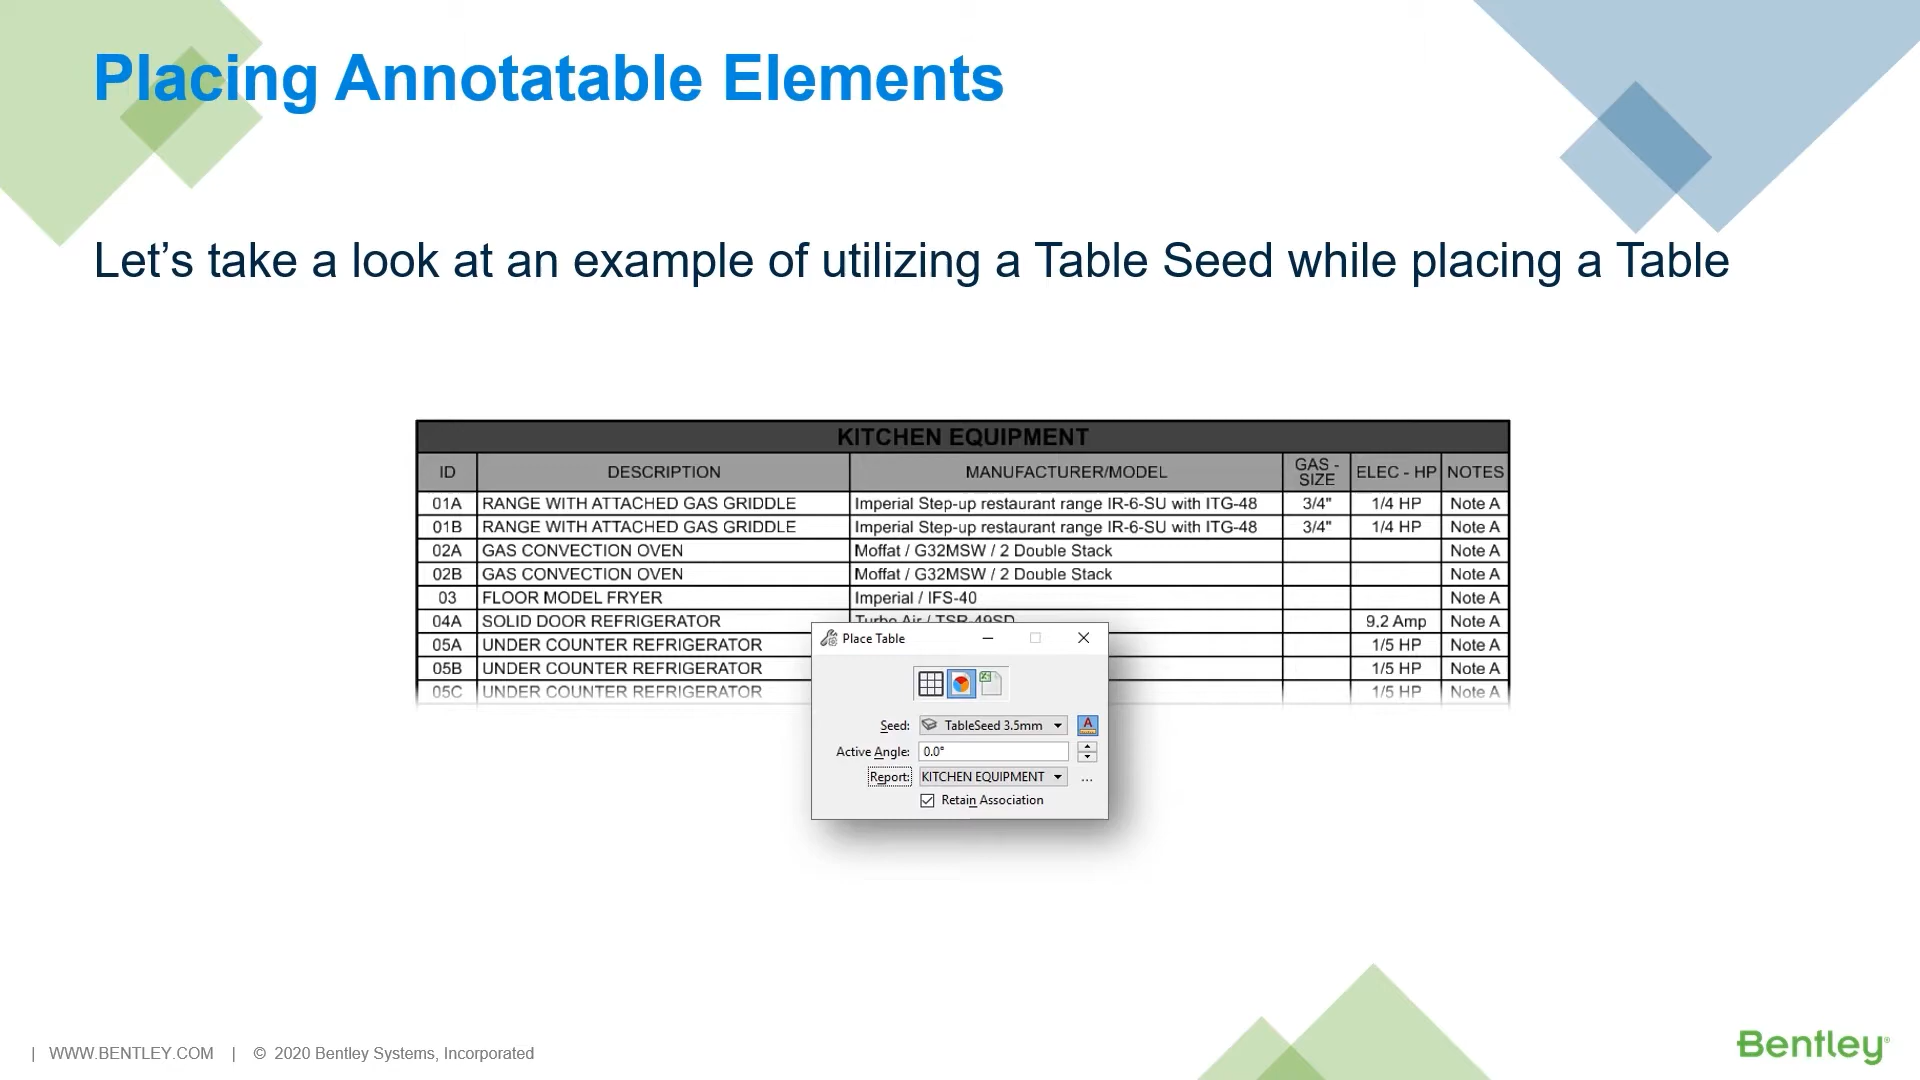 Placing Annotatable Elements
Let’s take a look at an example of utilizing a Table Seed while placing a Table
KITCHEN EQUIPMENT
ID DESCRIPTION MANUFACTURER/MODEL GAS - SIZE ELEC - HP NOTES
01A RANGE WITH ATTACHED GAS GRIDDLE Imperial Step-up restaurant range IR-6-SU with ITG-48 3/4" 1/4 HP Note A
01B RANGE WITH ATTACHED GAS GRIDDLE Imperial Step-up restaurant range IR-6-SU with ITG-48 3/4" 1/4 HP Note A
02A GAS CONVECTION OVEN Moffat / G32MSW / 2 Double Stack Note A
02B GAS CONVECTION OVEN Moffat / G32MSW / 2 Double Stack Note A
03 FLOOR MODEL FRYER Imperial / IFS-40 Note A
04A SOLID DOOR REFRIGERATOR Turbo Air / TSR-49SD 9.2 Amp Note A
05A UNDER COUNTER REFRIGERATOR 1/5 HP Note A
05B UNDER COUNTER REFRIGERATOR 1/5 HP Note A
05C UNDER COUNTER REFRIGERATOR 1/5 HP Note A
Place Table
Seed: TableSeed 3.5mm A
Active Angle: 0.0°
Report: KITCHEN EQUIPMENT ...
Retain Association
| WWW.BENTLEY.COM | © 2020 Bentley Systems, Incorporated
Bentley®